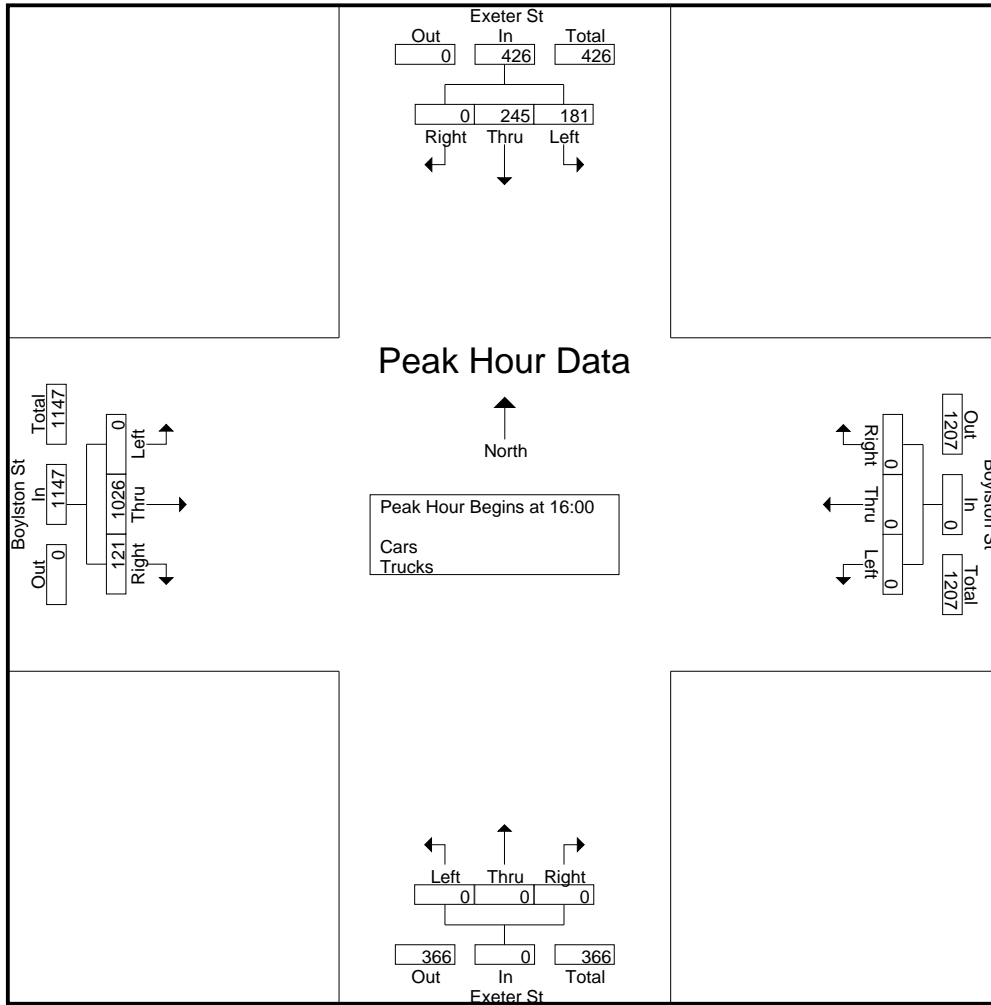 Exeter St
Out In Total
0 426 426
0 245 181
Right Thru Left
Peak Hour Data
North
Peak Hour Begins at 16:00
Cars
Trucks
Boylston St
Total In Out
1147 1147 0
0 1026 121
Left Thru Right
Boylston St
Out In Total
1207 0 1207
0 0 0
Right Thru Left
Left Thru Right
0 0 0
366 0 366
Out In Total
Exeter St